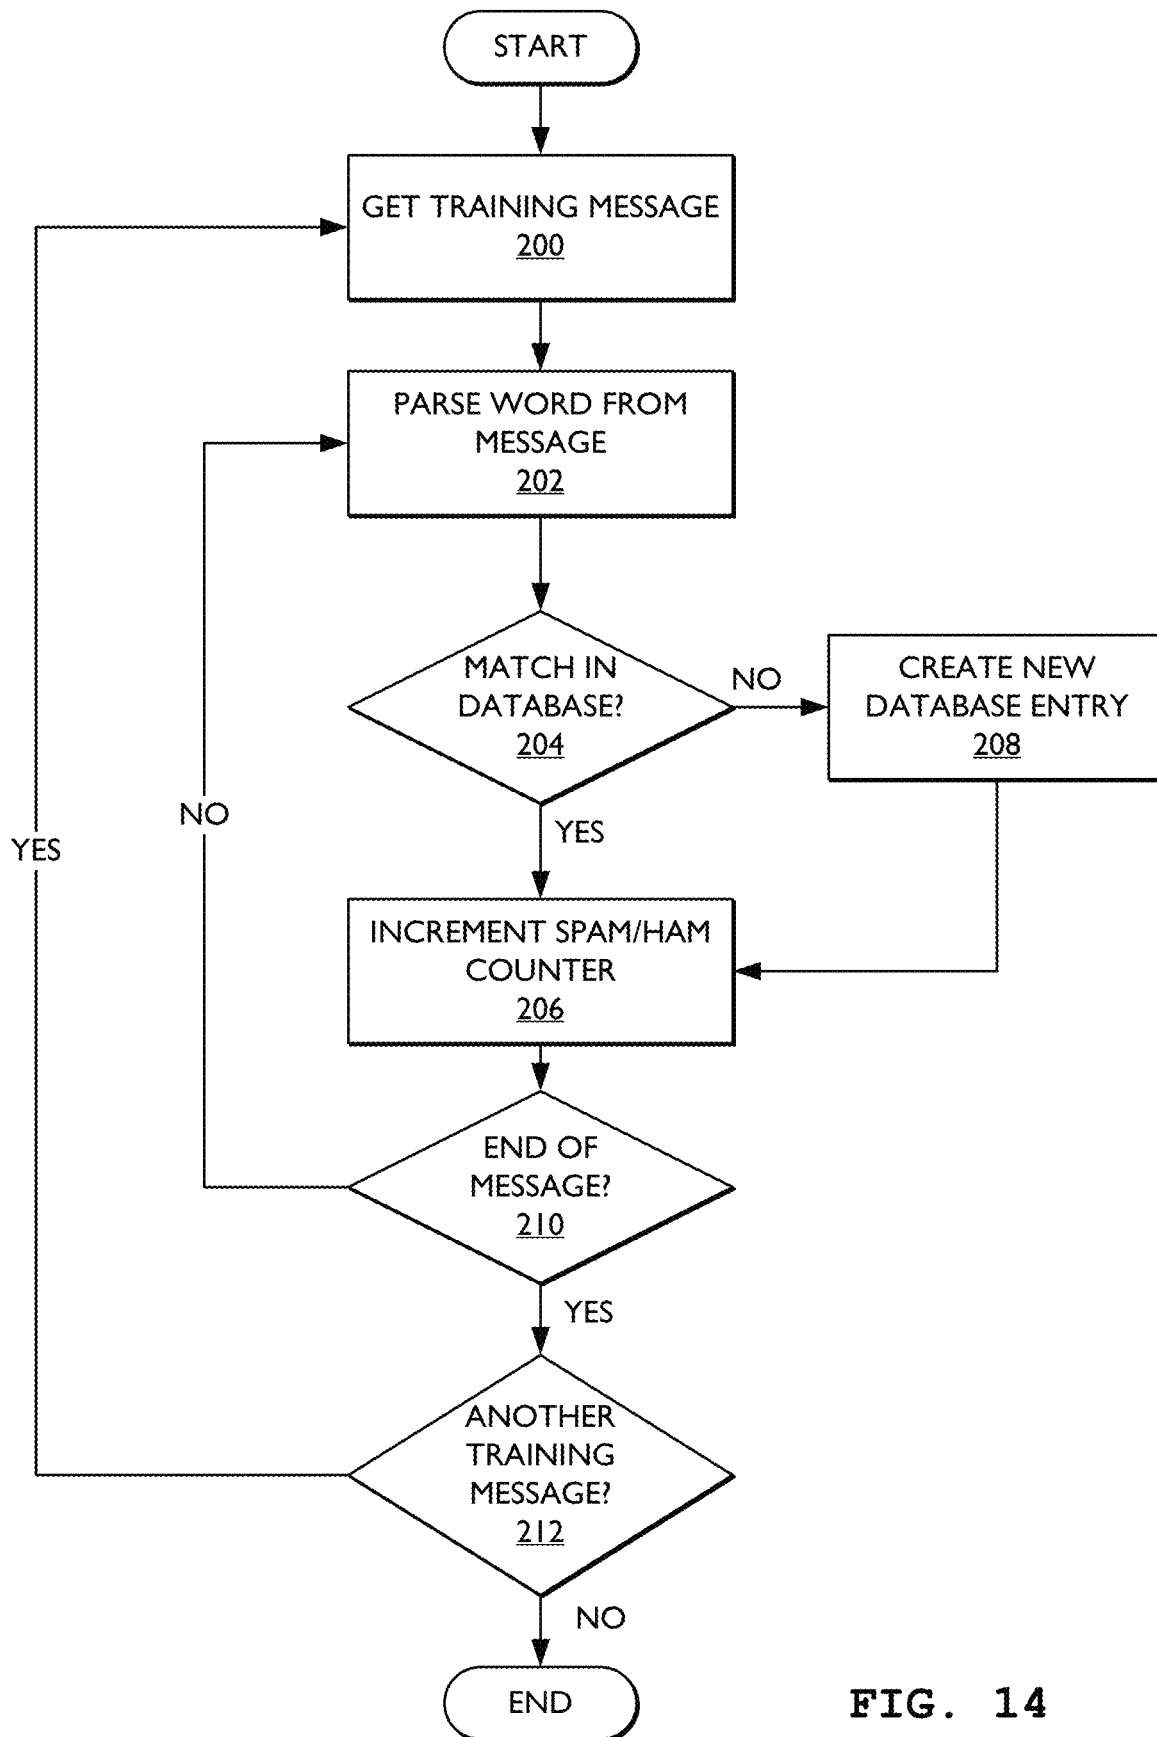 START
GET TRAINING MESSAGE
200
PARSE WORD FROM
MESSAGE
202
MATCH IN
DATABASE?
204
NO
CREATE NEW
DATABASE ENTRY
208
YES
NO
YES
INCREMENT SPAM/HAM
COUNTER
206
END OF
MESSAGE?
210
YES
ANOTHER
TRAINING
MESSAGE?
212
NO
END
FIG. 14